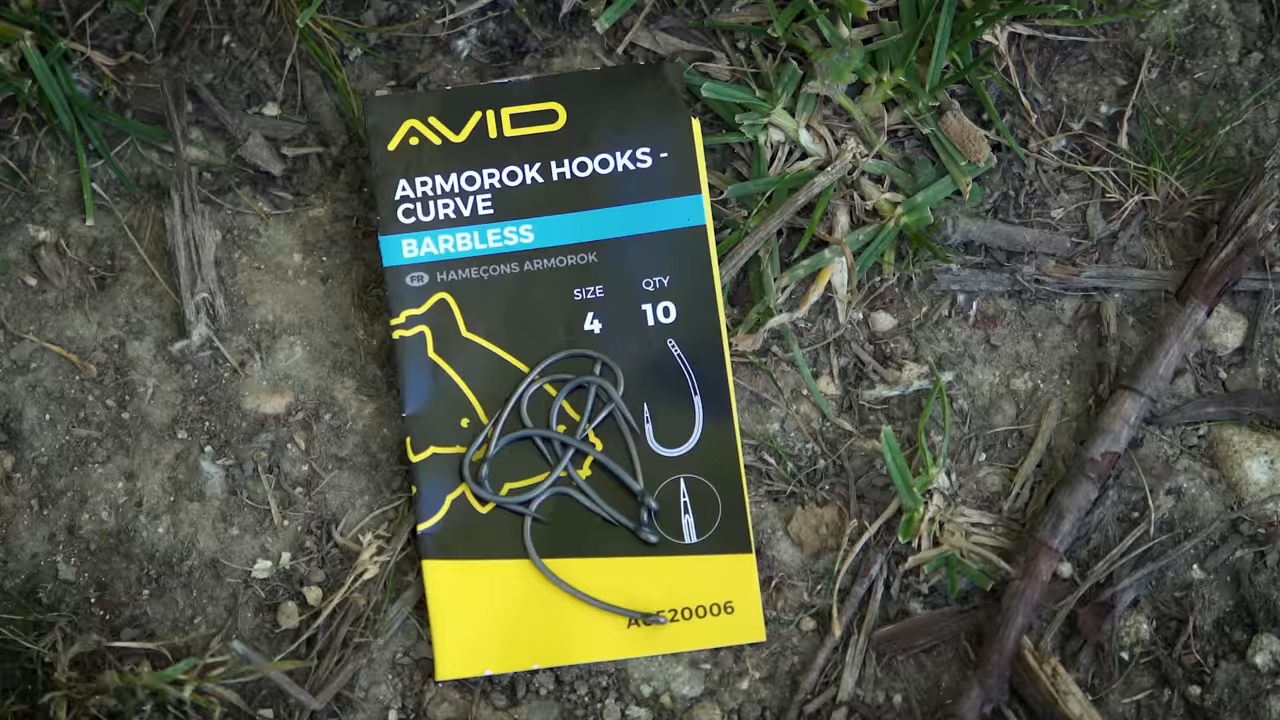 AVID
ARMOROK HOOKS -
CURVE
BARBLESS
FR HAMEÇONS ARMOROK
SIZE QTY
4 10